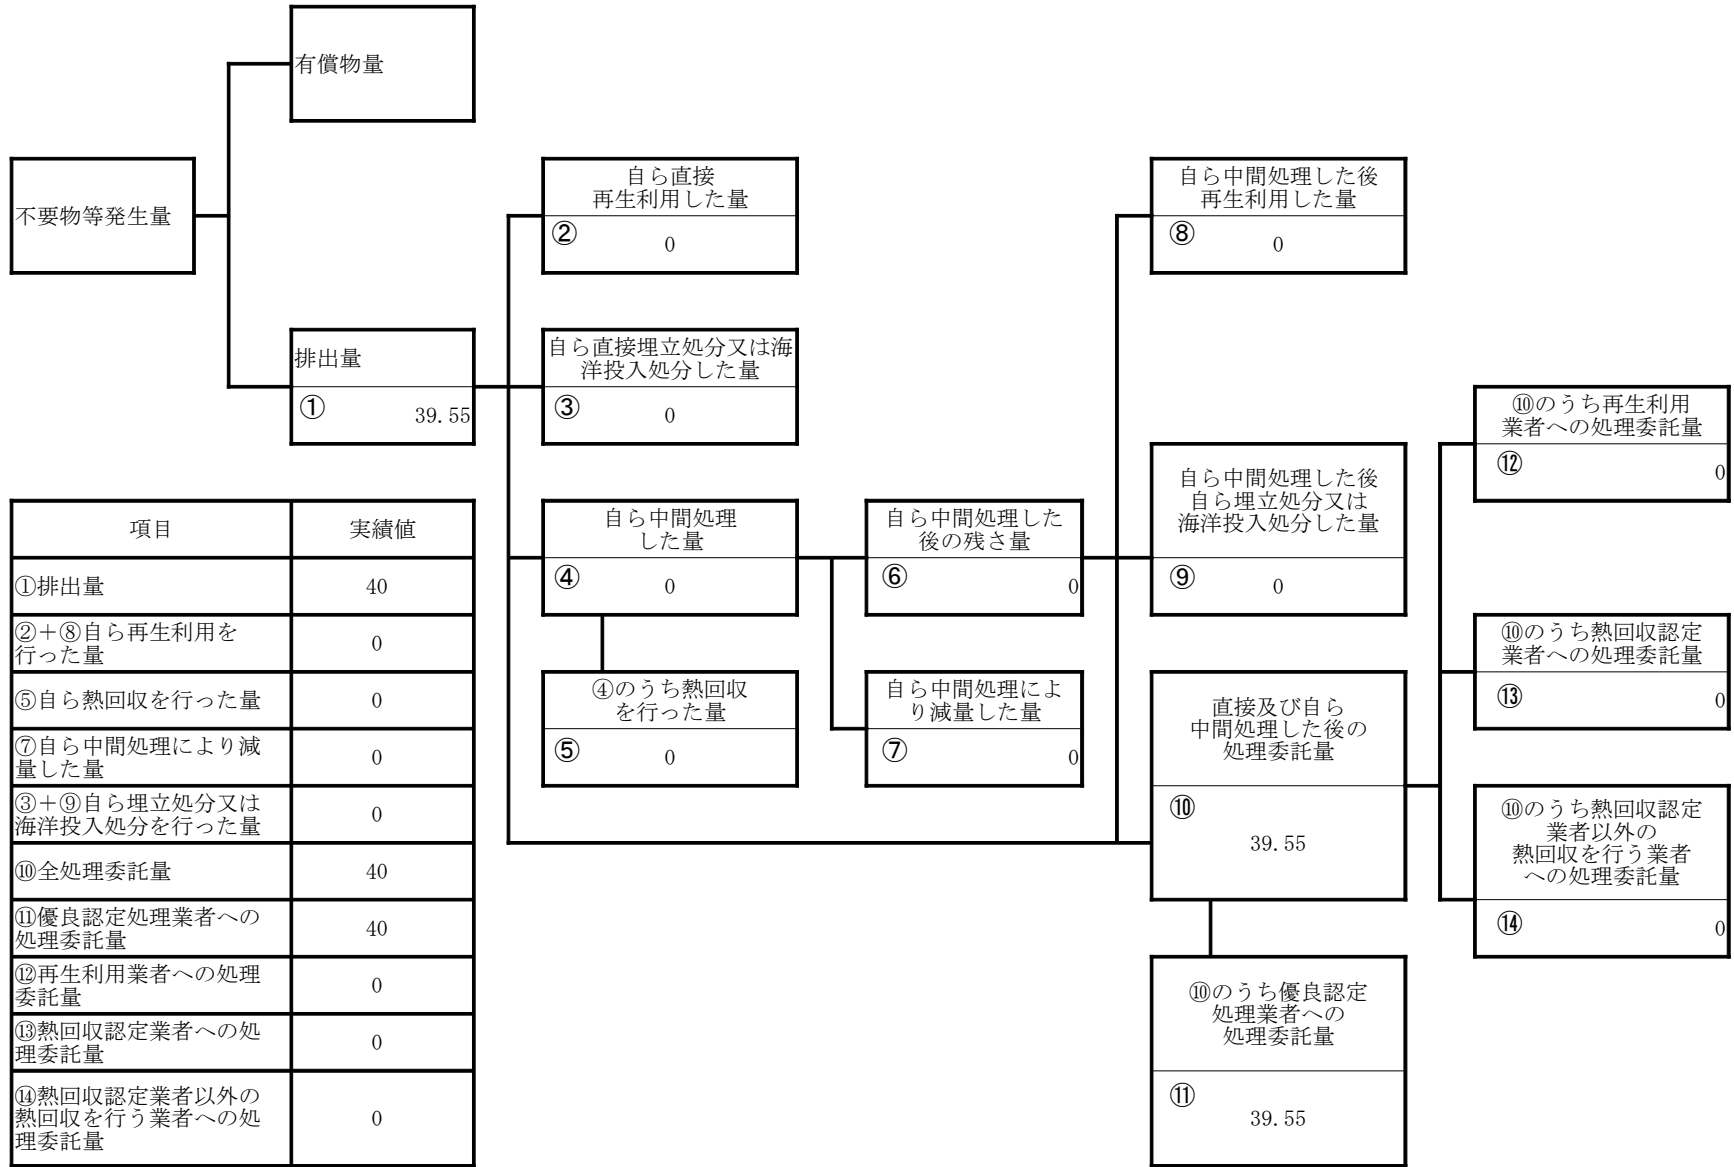 有償物量
不要物等発生量
自ら直接
再生利用した量
②
0
自ら中間処理した後
再生利用した量
⑧
0
排出量
①
39.55
自ら直接埋立処分又は海
洋投入処分した量
③
0
⑩のうち再生利用
業者への処理委託量
⑫
0
自ら中間処理
した量
④
0
自ら中間処理した
後の残さ量
⑥
0
自ら中間処理した後
自ら埋立処分又は
海洋投入処分した量
⑨
0
⑩のうち熱回収認定
業者への処理委託量
⑬
0
④のうち熱回収
を行った量
⑤
0
自ら中間処理によ
り減量した量
⑦
0
直接及び自ら
中間処理した後の
処理委託量
⑩
39.55
⑩のうち熱回収認定
業者以外の
熱回収を行う業者
への処理委託量
⑭
0
⑩のうち優良認定
処理業者への
処理委託量
⑪
39.55
項目 実績値
①排出量 40
②+⑧自ら再生利用を
行った量 0
⑤自ら熱回収を行った量 0
⑦自ら中間処理により減
量した量 0
③+⑨自ら埋立処分又は
海洋投入処分を行った量 0
⑩全処理委託量 40
⑪優良認定処理業者への
処理委託量 40
⑫再生利用業者への処理
委託量 0
⑬熱回収認定業者への処
理委託量 0
⑭熱回収認定業者以外の
熱回収を行う業者への処
理委託量 0